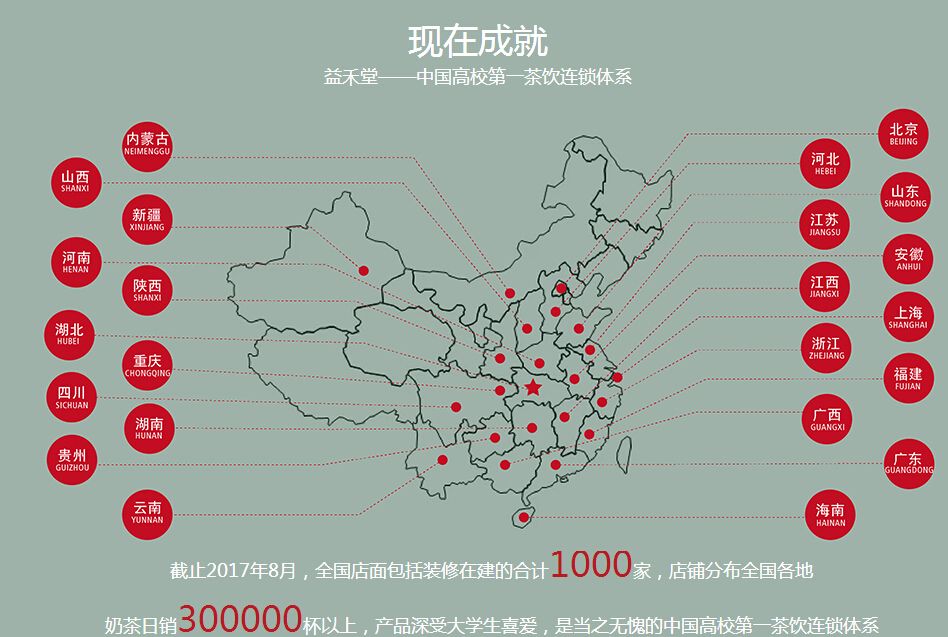 现在成就
益禾堂——中国高校第一茶饮连锁体系
内蒙古
NEIMENGGU
山西
SHANXI
新疆
XINJIANG
河南
HENAN
陕西
SHANXI
湖北
HUBEI
重庆
CHONGQING
四川
SICHUAN
湖南
HUNAN
贵州
GUIZHOU
云南
YUNNAN
北京
BEIJING
河北
HEBEI
山东
SHANDONG
江苏
JIANGSU
安徽
ANHUI
江西
JIANGXI
上海
SHANGHAI
浙江
ZHEJIANG
福建
FUJIAN
广西
GUANGXI
广东
GUANGDONG
海南
HAINAN
截止2017年8月，全国店面包括装修在建的合计1000家，店铺分布全国各地
奶茶日销300000杯以上，产品深受大学生喜爱，是当之无愧的中国高校第一茶饮连锁体系